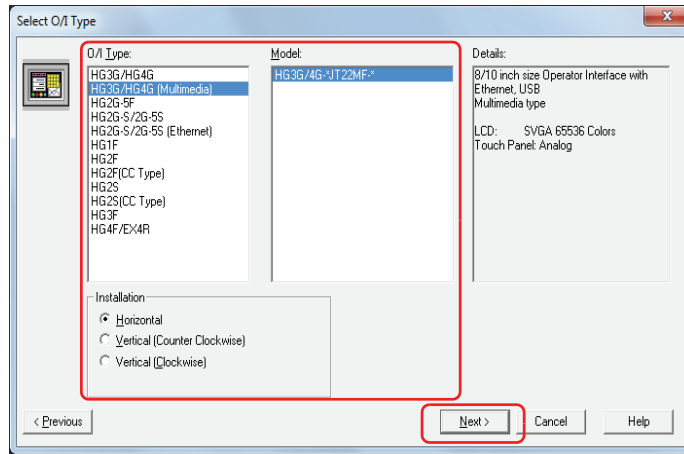 Select O/I Type
O/I Type:
HG3G/HG4G
HG3G/HG4G (Multimedia)
HG2G-5F
HG2G-S/2G-5S
HG2G-S/2G-5S (Ethernet)
HG1F
HG2F
HG2F(CC Type)
HG2S
HG2S(CC Type)
HG3F
HG4F/EX4R
Model:
HG3G/4G-*JT22MF-*
Details:
8/10 inch size Operator Interface with
Ethernet, USB
Multimedia type
LCD: SVGA 65536 Colors
Touch Panel: Analog
Installation
Horizontal
Vertical (Counter Clockwise)
Vertical (Clockwise)
< Previous
Next >
Cancel
Help